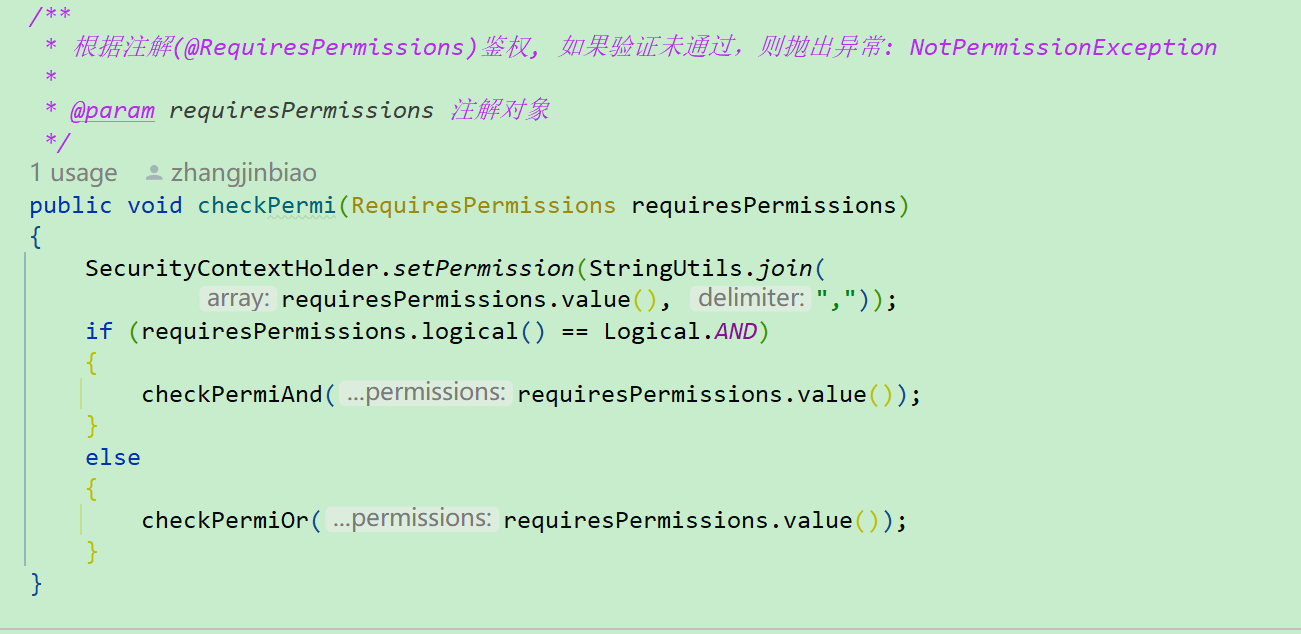 /**
* 根据注解(@RequiresPermissions)鉴权, 如果验证未通过，则抛出异常: NotPermissionException
*
* @param requiresPermissions 注解对象
*/
1 usage zhangjinbiao
public void checkPermi(RequiresPermissions requiresPermissions)
{
SecurityContextHolder.setPermission(StringUtils.join(
array: requiresPermissions.value(), delimiter: ","));
if (requiresPermissions.logical() == Logical.AND)
{
checkPermiAnd( ...permissions: requiresPermissions.value());
}
else
{
checkPermiOr( ...permissions: requiresPermissions.value());
}
}